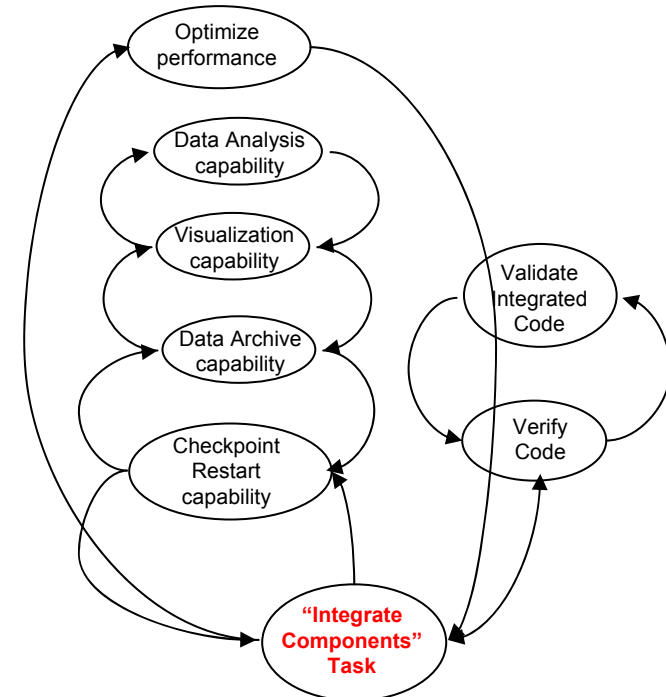 Optimize
performance
Data Analysis
capability
Visualization
capability
Data Archive
capability
Checkpoint
Restart
capability
Validate
Integrated
Code
Verify
Code
“Integrate
Components”
Task